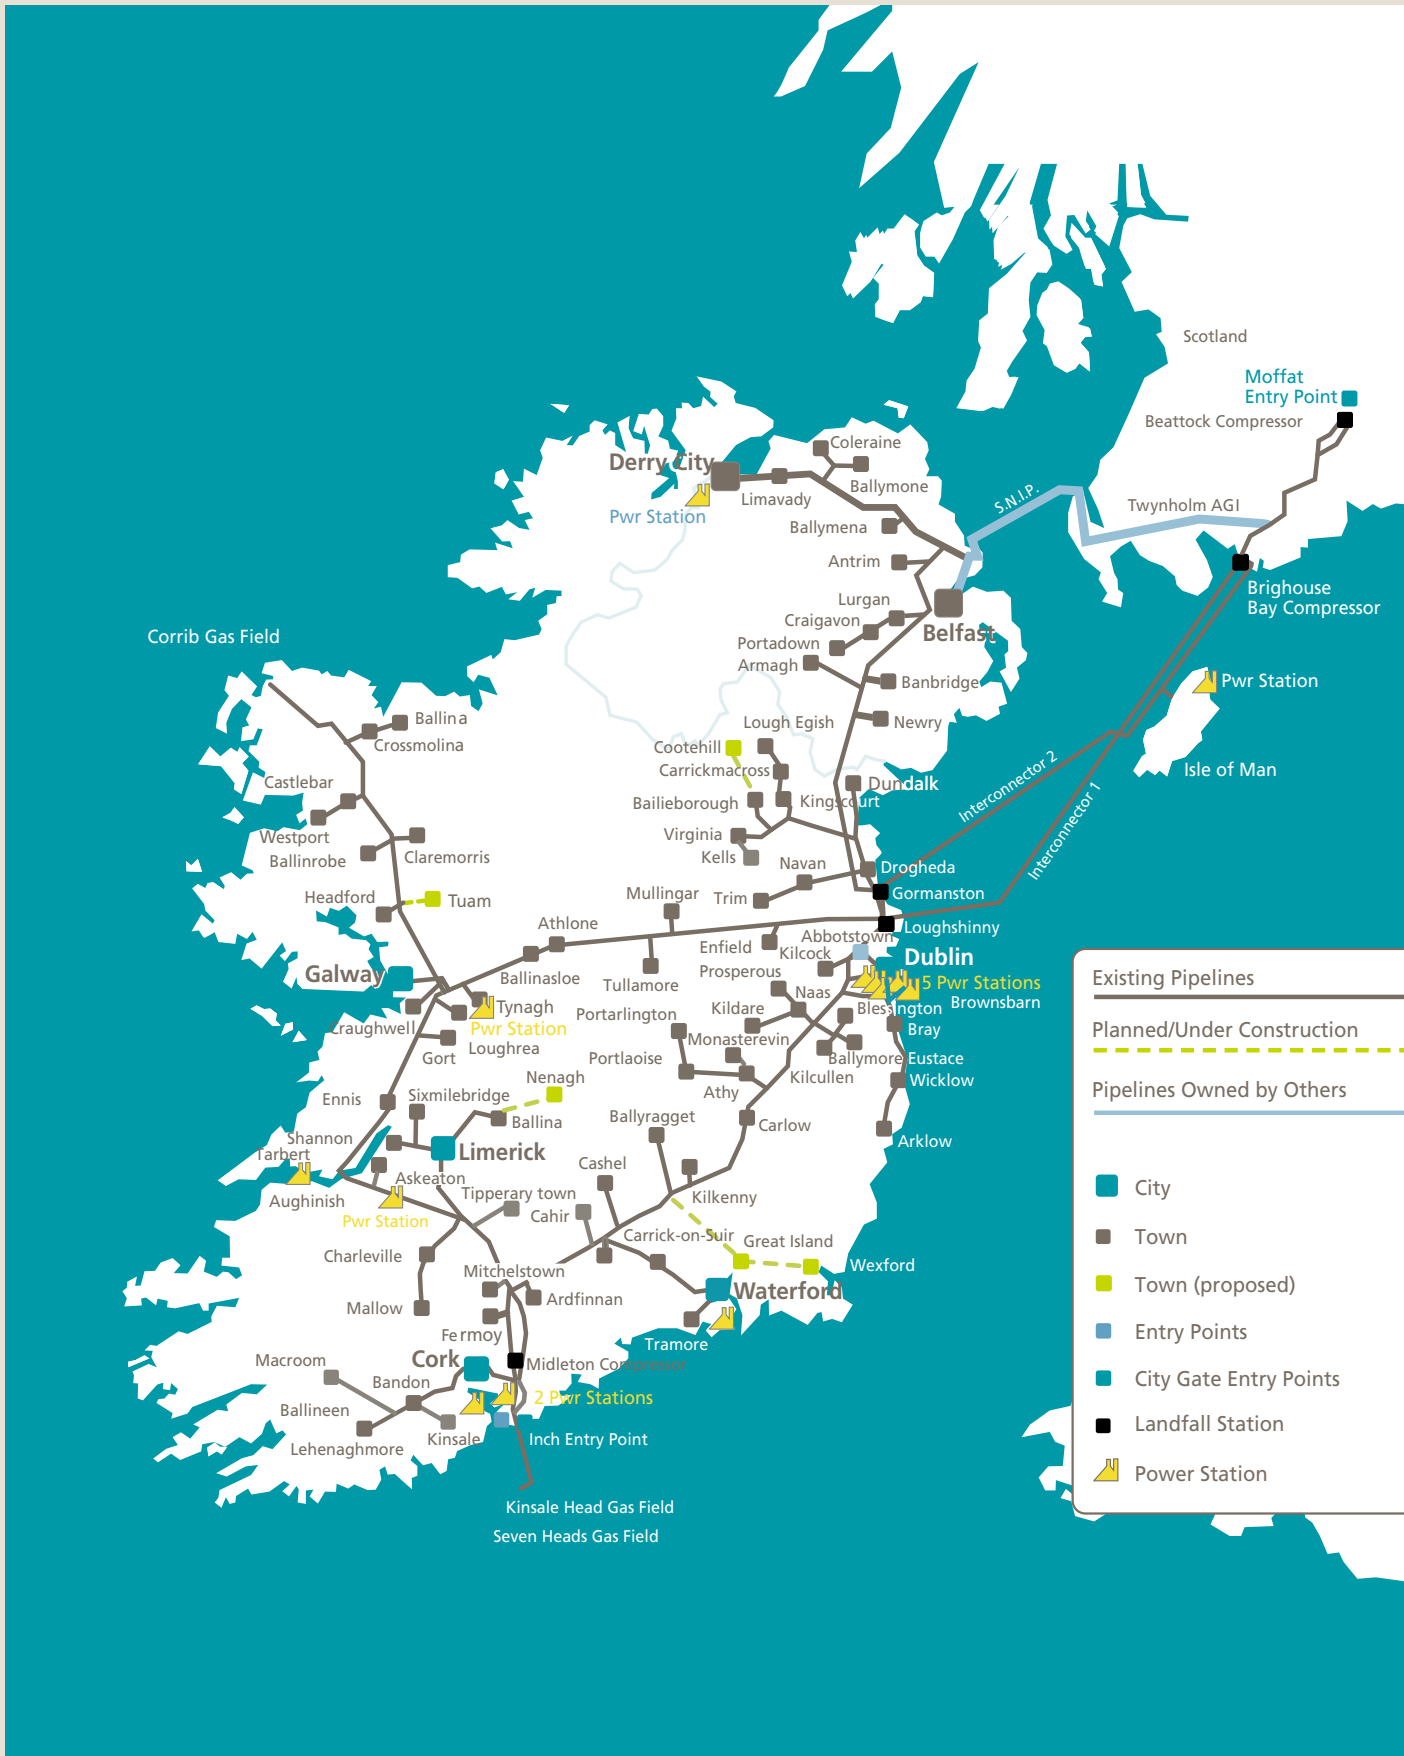 Scotland
Moffat
Entry Point
Beattock Compressor
Coleraine
Derry City
Ballymone
Limavady
S.N.I.P.
Twynholm AGI
Pwr Station
Ballymena
Antrim
Brighouse
Bay Compressor
Lurgan
Craigavon
Belfast
Corrib Gas Field
Portadown
Armagh
Banbridge
Pwr Station
Ballina
Lough Egish
Newry
Crossmolina
Cootehill
Carrickmacross
Isle of Man
Castlebar
Dundalk
Interconnector 2
Bailieborough
Kingscourt
Interconnector 1
Westport
Virginia
Ballinrobe
Claremorris
Kells
Navan
Drogheda
Headford
Tuam
Mullingar
Trim
Gormanston
Athlone
Loughshinny
Abbotstown
Enfield
Kilcock
Dublin
Galway
Ballinasloe
Prosperous
5 Pwr Stations
Tullamore
Naas
Brownsbarn
Tynagh
Portarlington
Kildare
Blessington
Craughwell
Pwr Station
Bray
Loughrea
Monasterevin
Gort
Portlaoise
Ballymore Eustace
Nenagh
Kilcullen
Wicklow
Ennis
Sixmilebridge
Athy
Ballina
Ballyragget
Carlow
Shannon
Arklow
Tarbert
Limerick
Cashel
Askeaton
Aughinish
Tipperary town
Kilkenny
Pwr Station
Cahir
Carrick-on-Suir
Great Island
Charleville
Wexford
Mitchelstown
Waterford
Mallow
Ardfinnan
Fermoy
Tramore
Macroom
Cork
Midleton Compressor
Bandon
2 Pwr Stations
Ballineen
Kinsale
Inch Entry Point
Lehenaghmore
Kinsale Head Gas Field
Seven Heads Gas Field
Existing Pipelines
Planned/Under Construction
Pipelines Owned by Others
City
Town
Town (proposed)
Entry Points
City Gate Entry Points
Landfall Station
Power Station